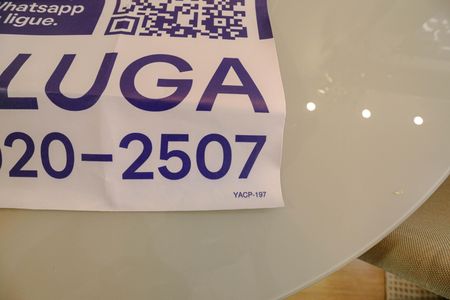 Whatsapp
ligue.
LUGA
020-2507
YACP-197